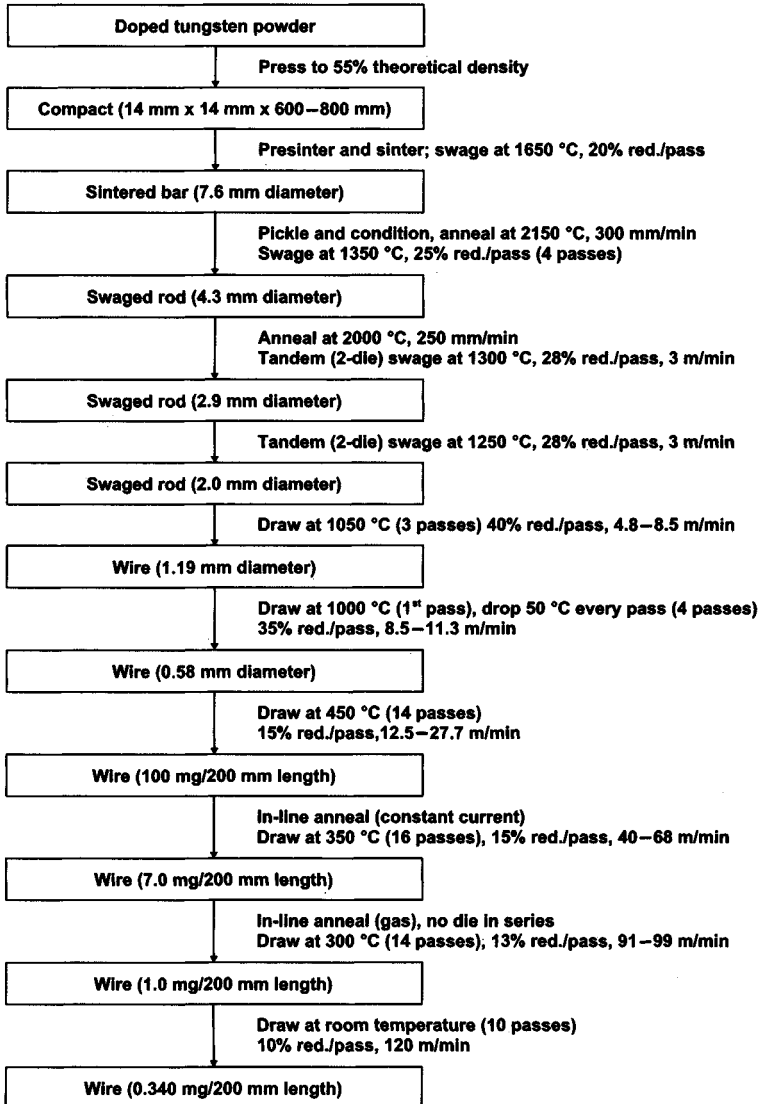 Doped tungsten powder
Press to 55% theoretical density
Compact (14 mm x 14 mm x 600–800 mm)
Presinter and sinter; swage at 1650 °C, 20% red./pass
Sintered bar (7.6 mm diameter)
Pickle and condition, anneal at 2150 °C, 300 mm/min
Swage at 1350 °C, 25% red./pass (4 passes)
Swaged rod (4.3 mm diameter)
Anneal at 2000 °C, 250 mm/min
Tandem (2-die) swage at 1300 °C, 28% red./pass, 3 m/min
Swaged rod (2.9 mm diameter)
Tandem (2-die) swage at 1250 °C, 28% red./pass, 3 m/min
Swaged rod (2.0 mm diameter)
Draw at 1050 °C (3 passes) 40% red./pass, 4.8–8.5 m/min
Wire (1.19 mm diameter)
Draw at 1000 °C (1st pass), drop 50 °C every pass (4 passes)
35% red./pass, 8.5–11.3 m/min
Wire (0.58 mm diameter)
Draw at 450 °C (14 passes)
15% red./pass,12.5–27.7 m/min
Wire (100 mg/200 mm length)
In-line anneal (constant current)
Draw at 350 °C (16 passes), 15% red./pass, 40–68 m/min
Wire (7.0 mg/200 mm length)
In-line anneal (gas), no die in series
Draw at 300 °C (14 passes), 13% red./pass, 91–99 m/min
Wire (1.0 mg/200 mm length)
Draw at room temperature (10 passes)
10% red./pass, 120 m/min
Wire (0.340 mg/200 mm length)